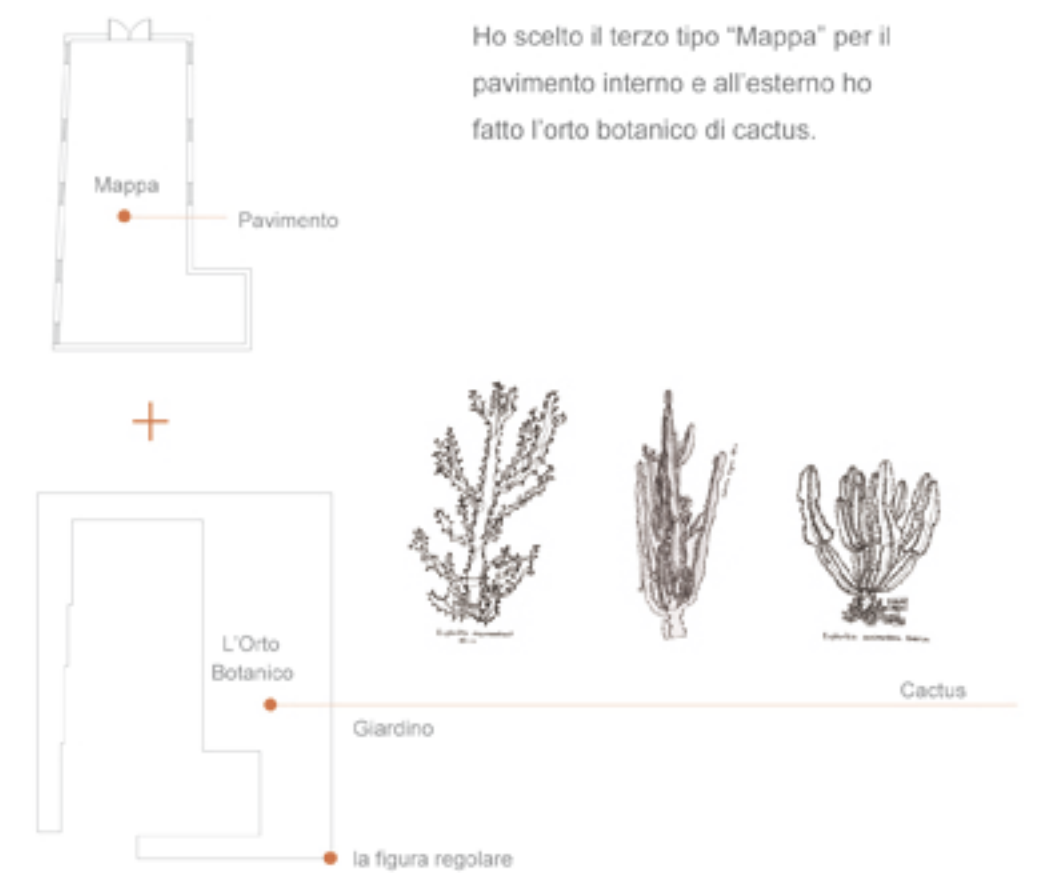 Ho scelto il terzo tipo “Mappa” per il
pavimento interno e all’esterno ho
fatto l’orto botanico di cactus.
Mappa
Pavimento
L’Orto
Botanico
Cactus
Giardino
la figura regolare